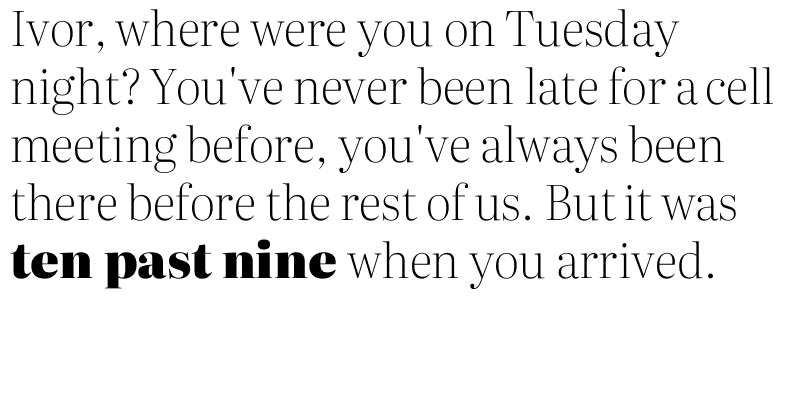 Ivor, where were you on Tuesday
night? You've never been late for a cell
meeting before, you've always been
there before the rest of us. But it was
ten past nine when you arrived.